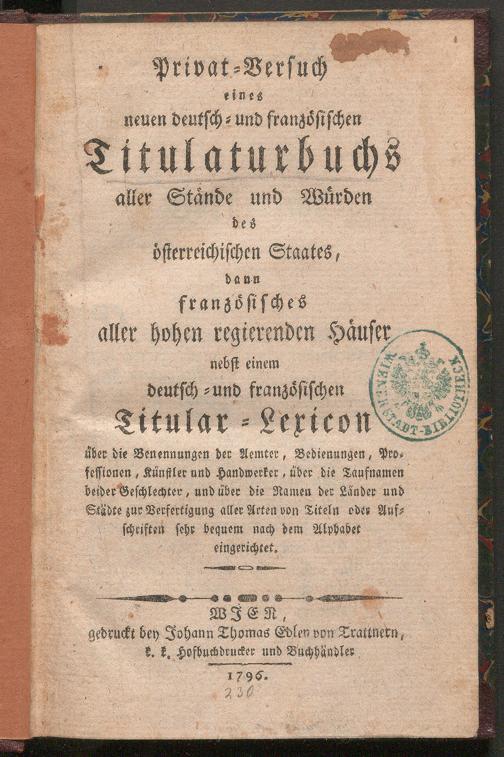 Privat-Versuch
eines
neuen deutsch- und französischen
Titulaturbuchs
aller Stände und Würden
des
österreichischen Staates,
dann
französisches
aller hohen regierenden Häuser
nebst einem
deutsch- und französischen
Titular-Lexicon
über die Benennungen der Aemter, Bedienungen, Pro-
fessionen, Künstler und Handwerker, über die Taufnamen
beider Geschlechter, und über die Namen der Länder und
Städte zur Verfertigung aller Arten von Titeln oder Auf-
schriften sehr bequem nach dem Alphabet
eingerichtet.
WIEN,
gedruckt bey Johann Thomas Edlen von Trattnern,
k. k. Hofbuchdrucker und Buchhändler
1796.
230
WIENER STADT-BIBLIOTHECK